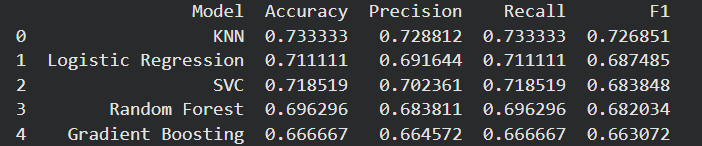 Model Accuracy Precision Recall F1
0 KNN 0.733333 0.728812 0.733333 0.726851
1 Logistic Regression 0.711111 0.691644 0.711111 0.687485
2 SVC 0.718519 0.702361 0.718519 0.683848
3 Random Forest 0.696296 0.683811 0.696296 0.682034
4 Gradient Boosting 0.666667 0.664572 0.666667 0.663072